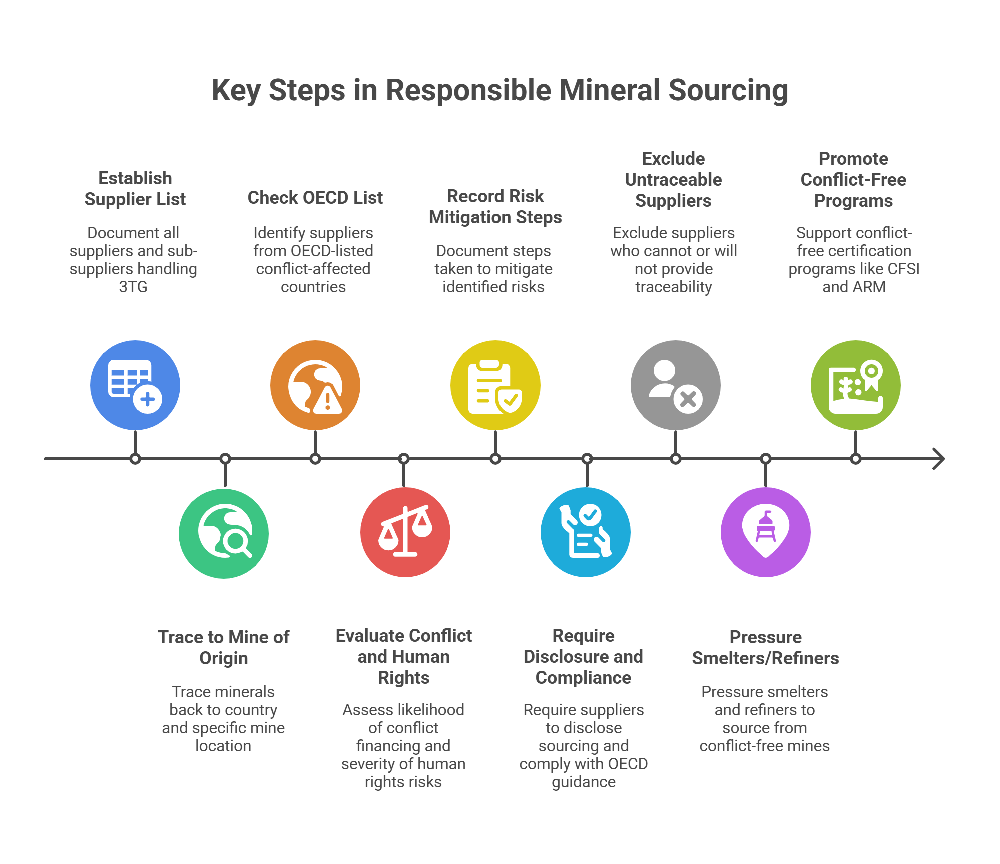 Key Steps in Responsible Mineral Sourcing
Establish
Supplier List
Document all
suppliers and sub-
suppliers handling
3TG
Trace to Mine of
Origin
Trace minerals
back to country
and specific mine
location
Check OECD List
Identify suppliers
from OECD-listed
conflict-affected
countries
Evaluate Conflict
and Human
Rights
Assess likelihood
of conflict
financing and
severity of human
rights risks
Record Risk
Mitigation Steps
Document steps
taken to mitigate
identified risks
Require
Disclosure and
Compliance
Require suppliers
to disclose
sourcing and
comply with OECD
guidance
Exclude
Untraceable
Suppliers
Exclude suppliers
who cannot or will
not provide
traceability
Pressure
Smelters/Refiners
Pressure smelters
and refiners to
source from
conflict-free mines
Promote
Conflict-Free
Programs
Support conflict-
free certification
programs like CFSI
and ARM